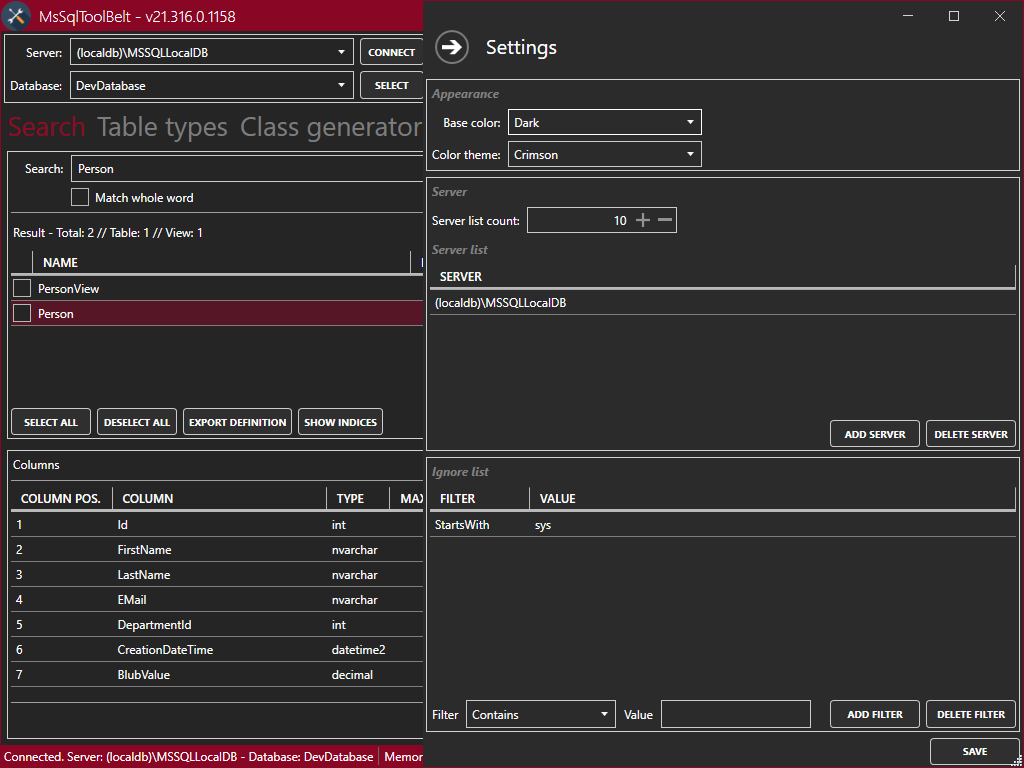 MsSqlToolBelt - v21.316.0.1158
Server: (localdb)\MSSQLLocalDB CONNECT
Database: DevDatabase SELECT
Search Table types Class generator
Search: Person
Match whole word
Result - Total: 2 // Table: 1 // View: 1
NAME
PersonView
Person
SELECT ALL DESELECT ALL EXPORT DEFINITION SHOW INDICES
Columns
COLUMN POS. COLUMN TYPE MAX
1 Id int
2 FirstName nvarchar
3 LastName nvarchar
4 EMail nvarchar
5 DepartmentId int
6 CreationDateTime datetime2
7 BlubValue decimal
Connected. Server: (localdb)\MSSQLLocalDB - Database: DevDatabase Memor
Settings
Appearance
Base color: Dark
Color theme: Crimson
Server
Server list count: 10
Server list
SERVER
(localdb)\MSSQLLocalDB
ADD SERVER DELETE SERVER
Ignore list
FILTER VALUE
StartsWith sys
Filter Contains Value ADD FILTER DELETE FILTER
SAVE